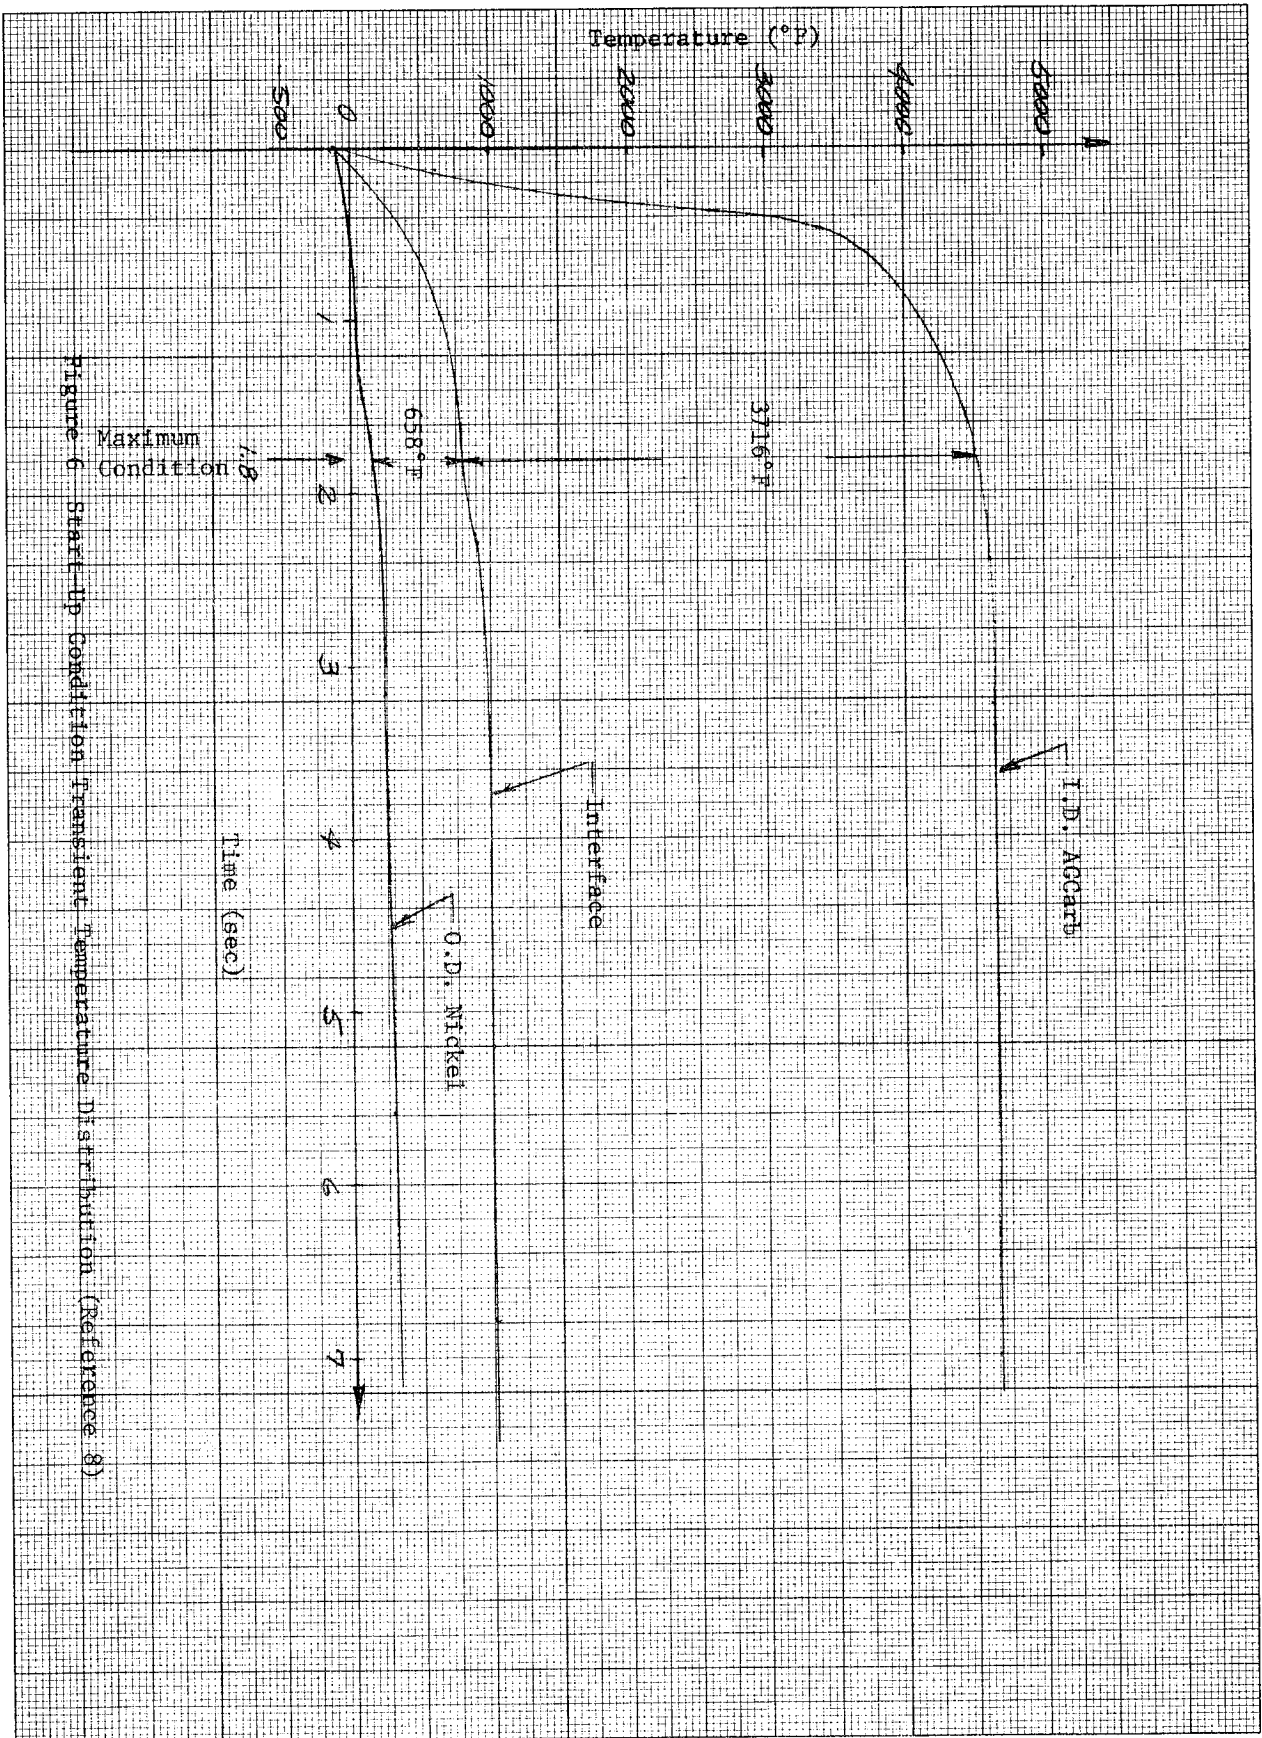 Temperature (°F)
5000
4000
3000
2000
1000
0
500
I.D. AGCarb
3716°F
Interface
658°F
O.D. Nickel
1
2
3
4
5
6
7
1.8
Maximum
Condition
Time (sec)
Figure 6 Start-Up Condition Transient Temperature Distribution (Reference 8)